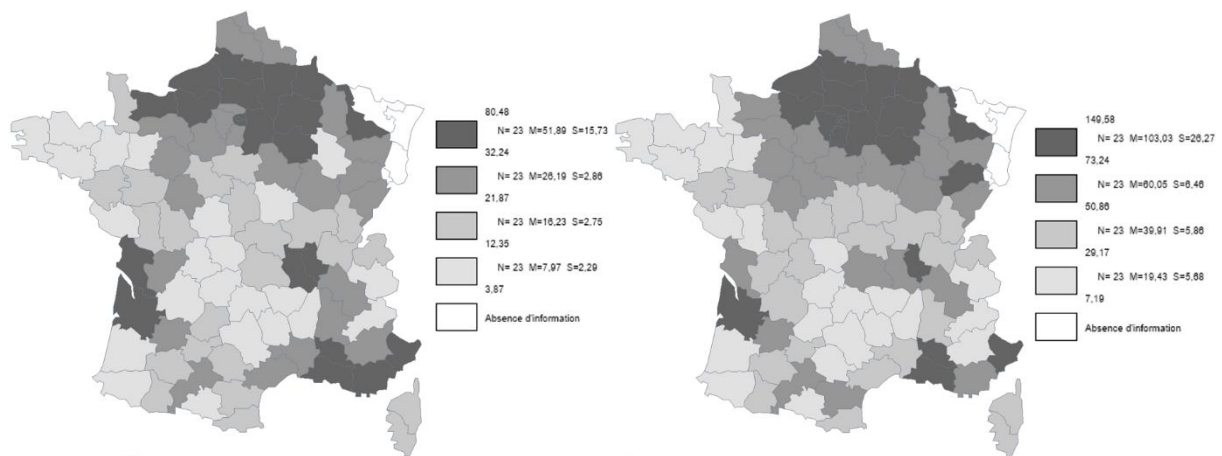 80,48
N= 23 M=51,89 S=15,73
32,24
N= 23 M=26,19 S=2,86
21,87
N= 23 M=16,23 S=2,75
12,35
N= 23 M=7,97 S=2,29
3,87
Absence d'information
149,58
N= 23 M=103,03 S=26,27
73,24
N= 23 M=60,05 S=6,46
50,86
N= 23 M=39,91 S=5,86
29,17
N= 23 M=19,43 S=5,68
7,19
Absence d'information